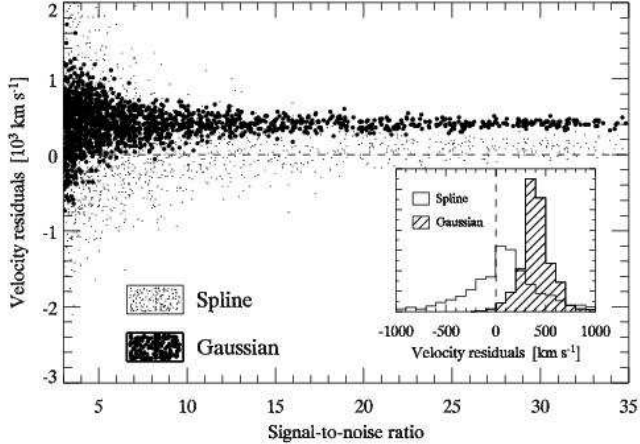 2
1
0
-1
-2
-3
Velocity residuals [10³ km s⁻¹]
Spline
Gaussian
Spline
Gaussian
-1000 -500 0 500 1000
Velocity residuals [km s⁻¹]
5 10 15 20 25 30 35
Signal-to-noise ratio